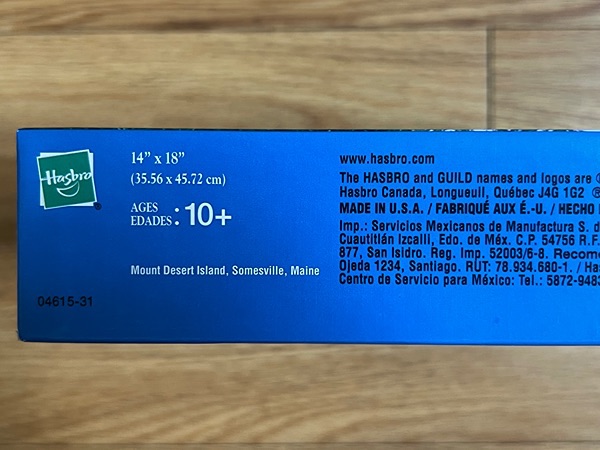 Hasbro
14" x 18"
(35.56 x 45.72 cm)
AGES
EDADES : 10+
Mount Desert Island, Somesville, Maine
04615-31
www.hasbro.com
The HASBRO and GUILD names and logos are
Hasbro Canada, Longueuil, Québec J4G 1G2 ®
MADE IN U.S.A. / FABRIQUÉ AUX É.-U. / HECHO
Imp.: Servicios Mexicanos de Manufactura S. d
Cuautitlán Izcalli, Edo. de Méx. C.P. 54756 R.F.
877, San Isidro. Reg. Imp. 52003/6-8. Recom
Ojeda 1234, Santiago. RUT: 78.934.680-1. / Ha
Centro de Servicio para México: Tel.: 5872-948